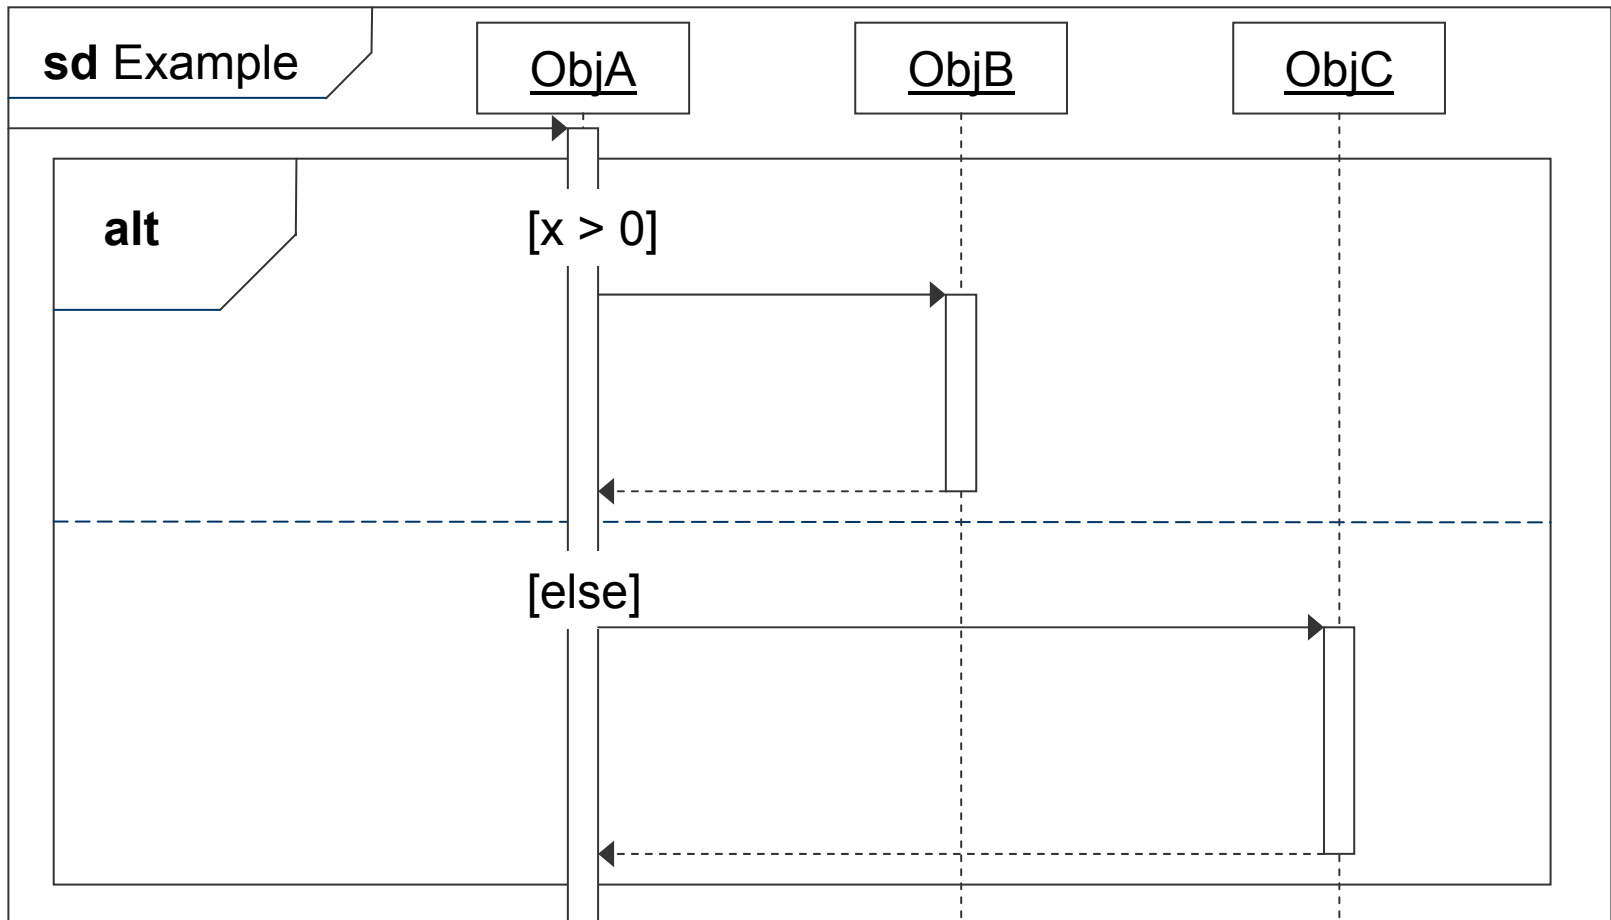 sd Example
ObjA
ObjB
ObjC
alt
[x > 0]
[else]